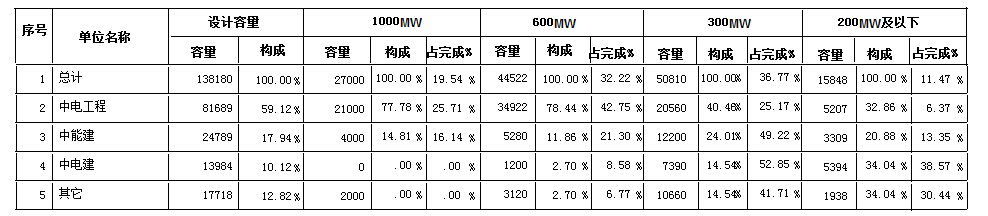 序号 单位名称 设计容量 1000MW 600MW 300MW 200MW及以下
容量 构成 容量 构成 占完成% 容量 构成 占完成% 容量 构成 占完成% 容量 构成 占完成%
1 总计 138180 100.00% 27000 100.00 % 19.54 % 44522 100.00 % 32.22 % 50810 100.00% 36.77 % 15848 100.00 % 11.47 %
2 中电工程 81689 59.12% 21000 77.78 % 25.71 % 34922 78.44 % 42.75 % 20560 40.46% 25.17 % 5207 32.86 % 6.37 %
3 中能建 24789 17.94% 4000 14.81 % 16.14 % 5280 11.86 % 21.30 % 12200 24.01% 49.22 % 3309 20.88 % 13.35 %
4 中电建 13984 10.12% 0 .00 % .00 % 1200 2.70 % 8.58 % 7390 14.54% 52.85 % 5394 34.04 % 38.57 %
5 其它 17718 12.82% 2000 .00 % .00 % 3120 2.70 % 6.77 % 10660 14.54% 41.71 % 1938 34.04 % 30.44 %